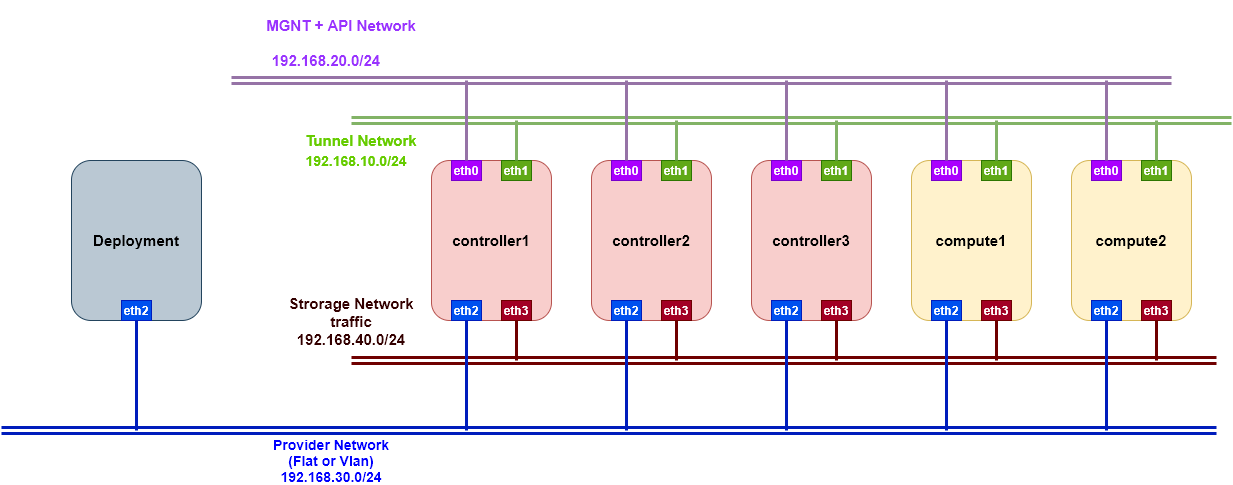 MGNT + API Network
192.168.20.0/24
Tunnel Network
192.168.10.0/24
eth0 eth1 eth0 eth1 eth0 eth1 eth0 eth1 eth0 eth1
Deployment controller1 controller2 controller3 compute1 compute2
Strorage Network
traffic
192.168.40.0/24
eth2 eth2 eth3 eth2 eth3 eth2 eth3 eth2 eth3 eth2 eth3
Provider Network
(Flat or Vlan)
192.168.30.0/24